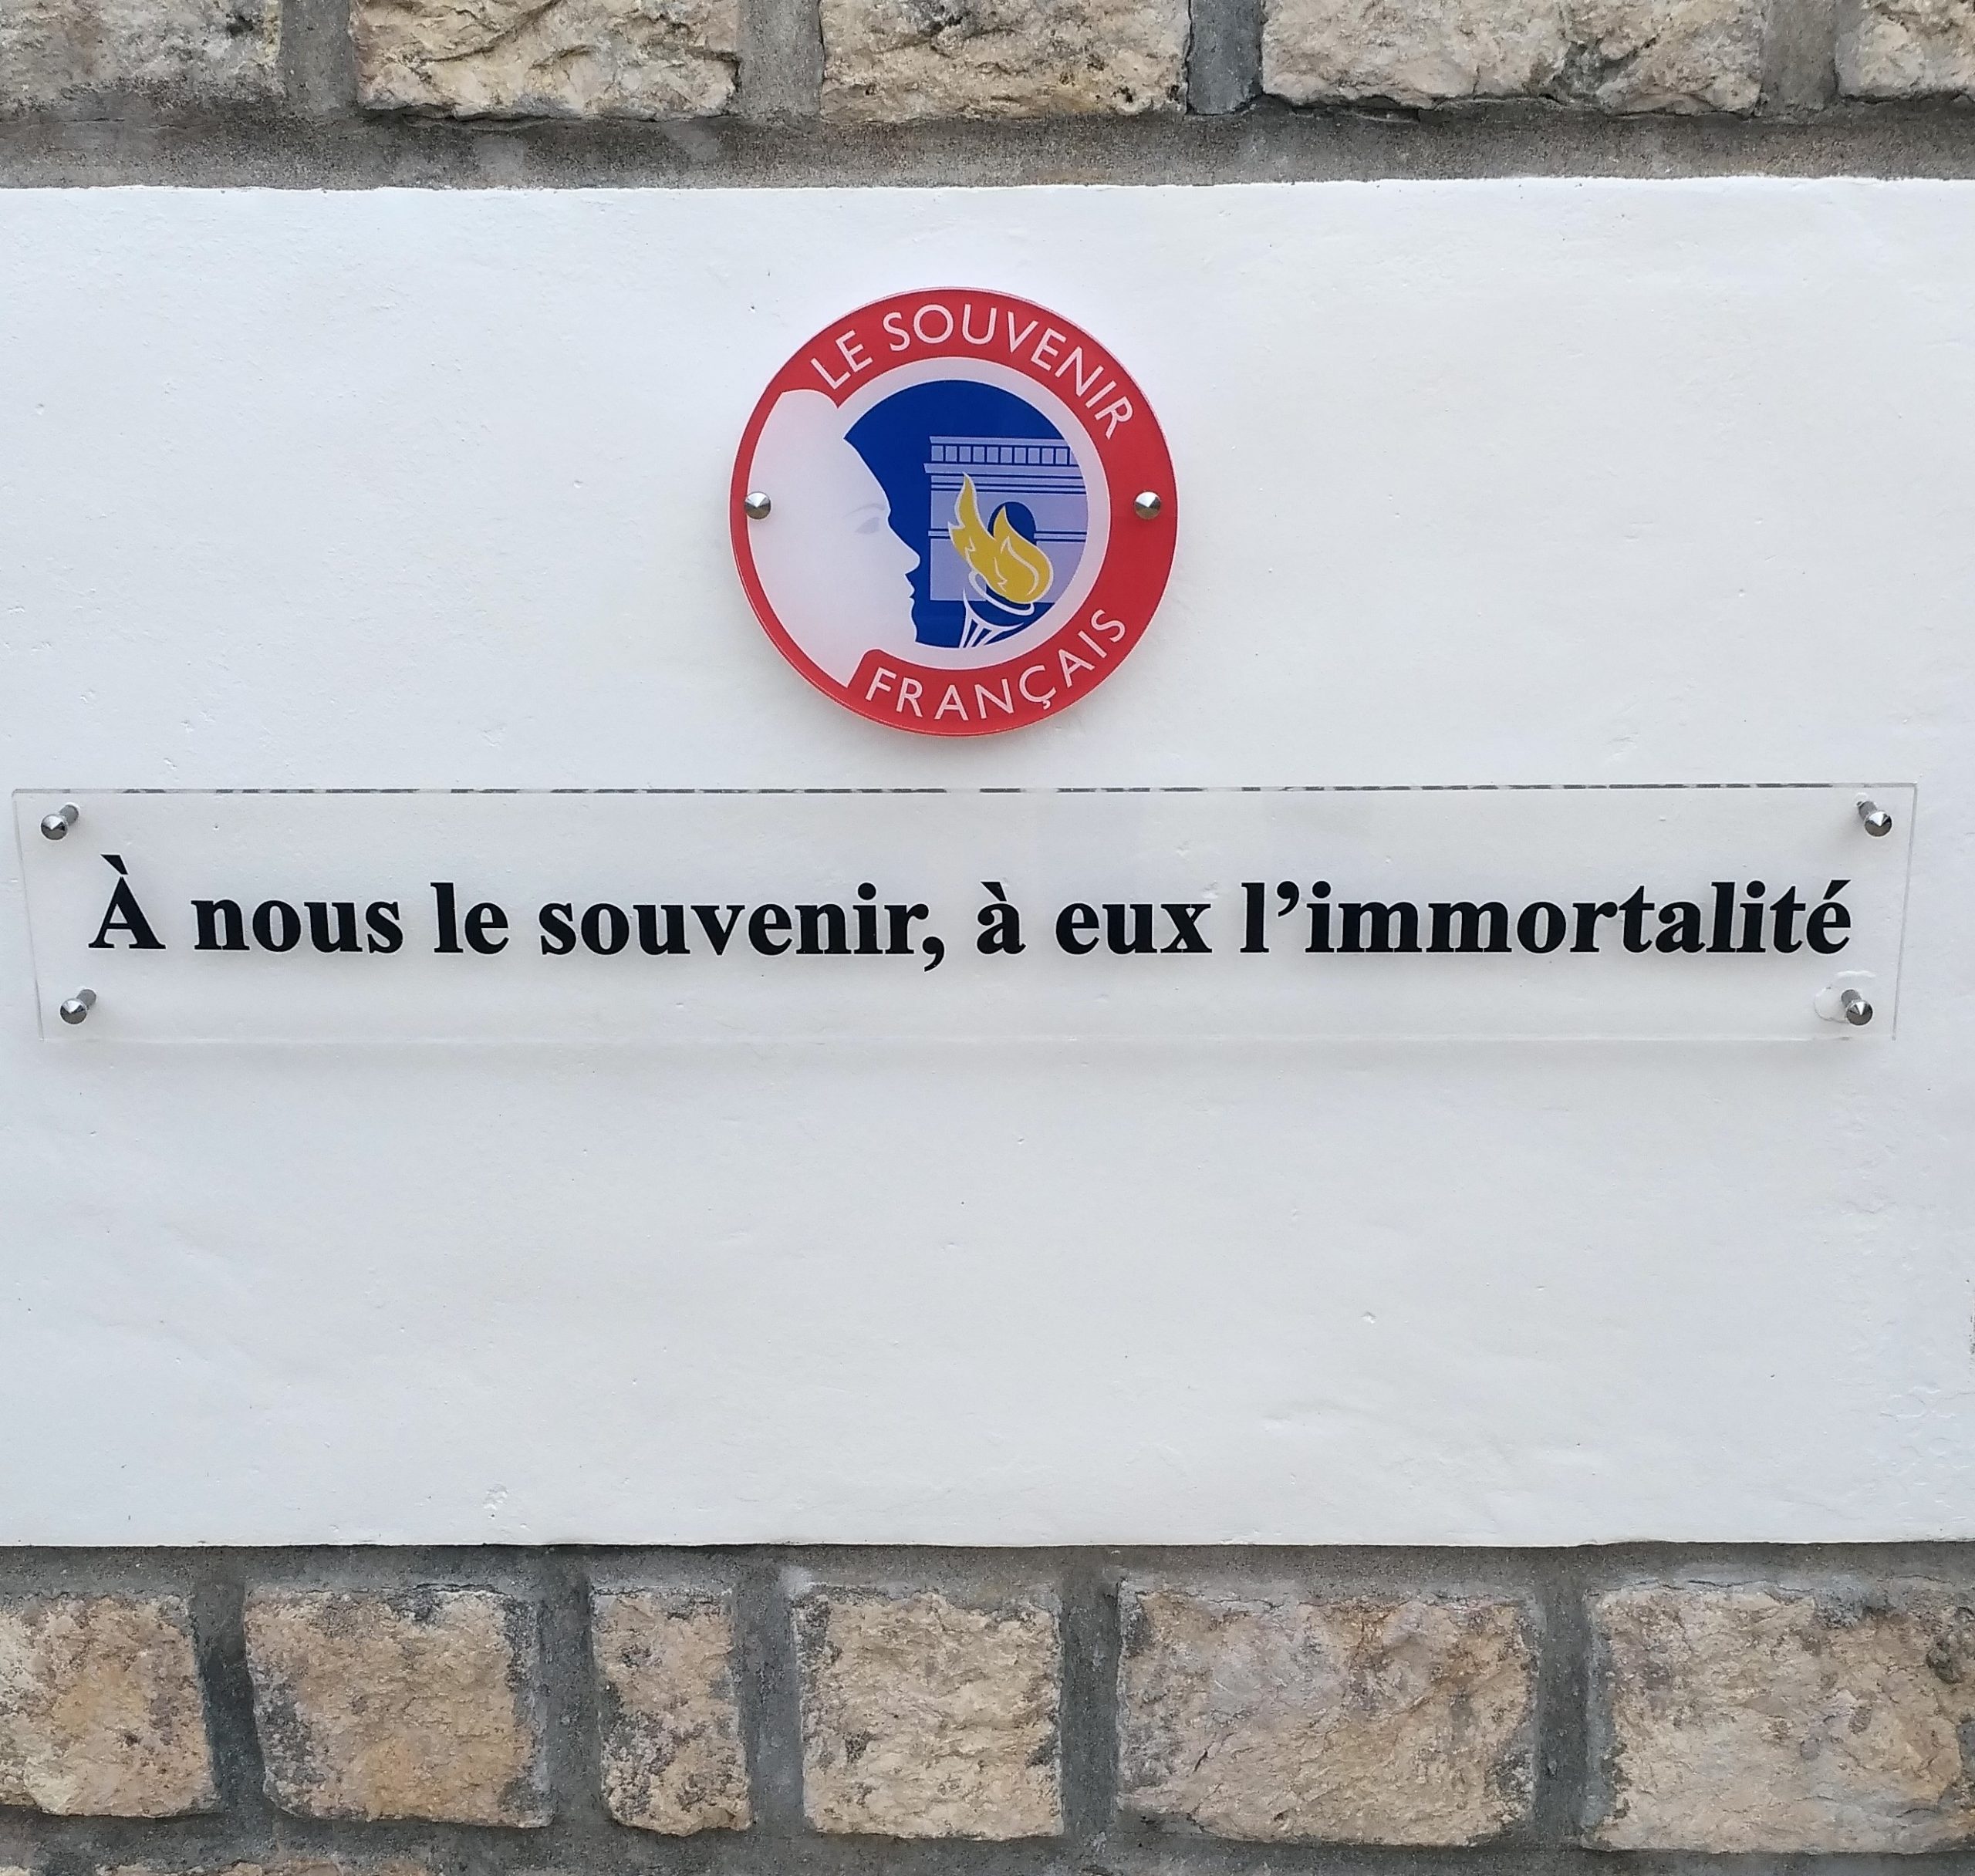 LE SOUVENIR
FRANÇAIS
À nous le souvenir, à eux l’immortalité